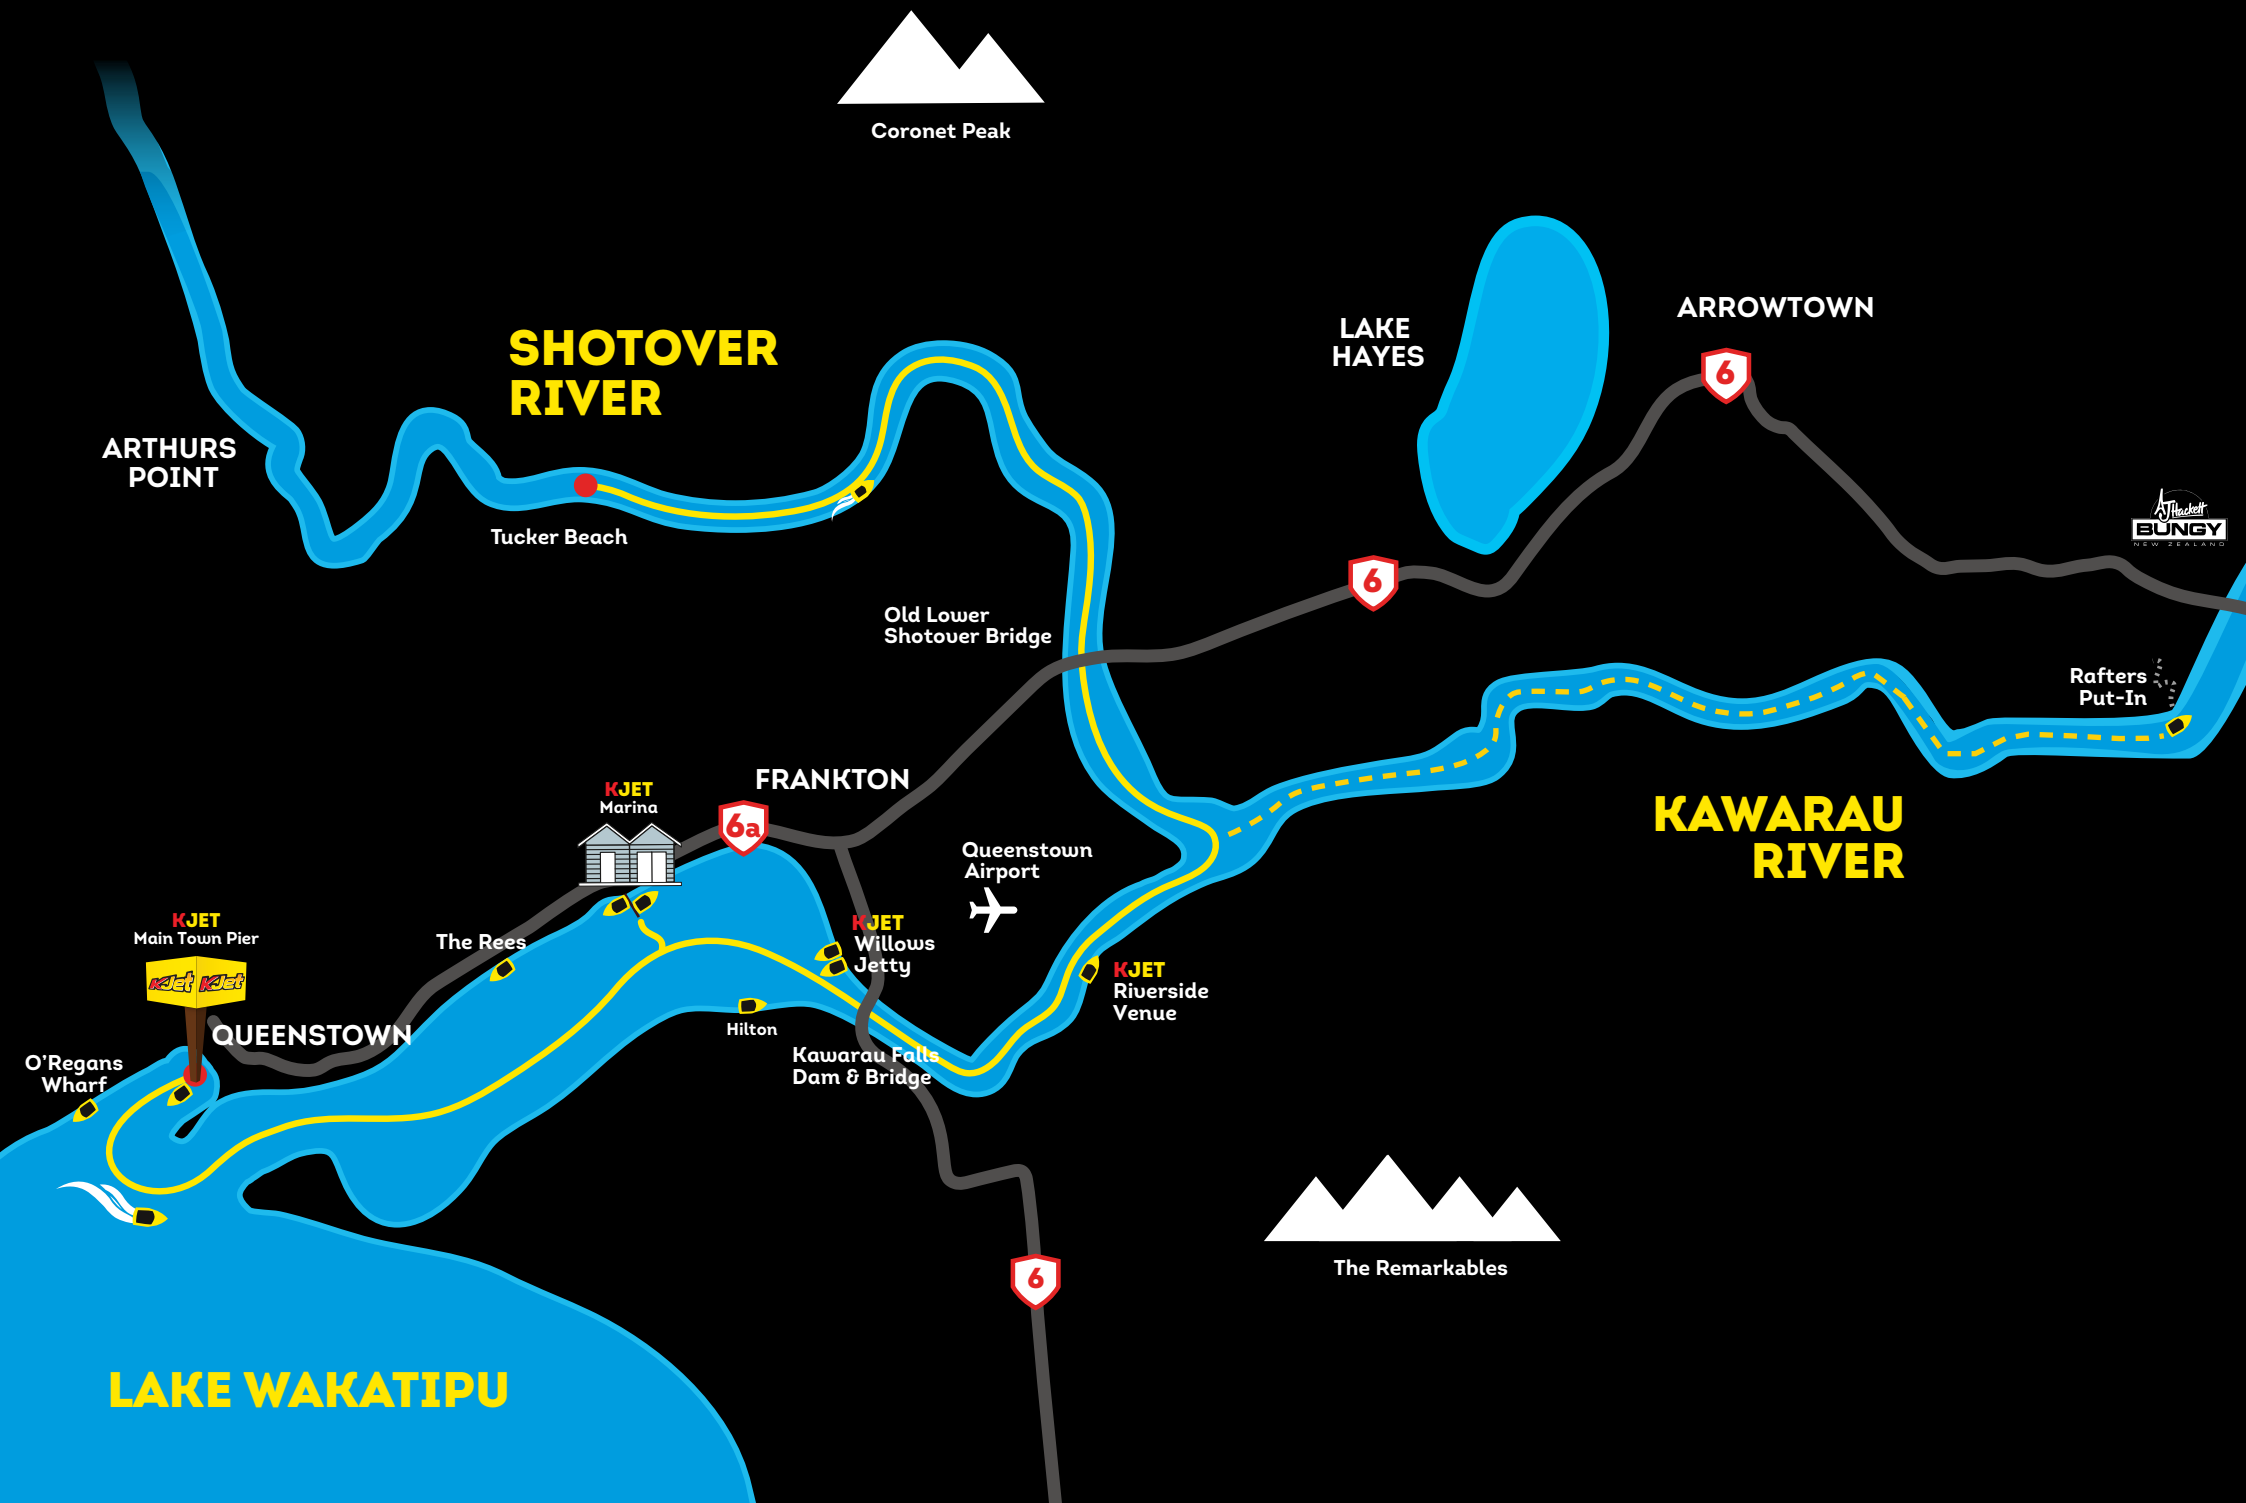 Coronet Peak
SHOTOVER
RIVER
LAKE
HAYES
ARROWTOWN
6
ARTHURS
POINT
Tucker Beach
AJ Hackett
BUNGY
NEW ZEALAND
6
Old Lower
Shotover Bridge
Rafters
Put-In
FRANKTON
KJET
Marina
6a
KAWARAU
RIVER
Queenstown
Airport
KJET
Main Town Pier
KJet KJet
The Rees
KJET
Willows
Jetty
KJET
Riverside
Venue
QUEENSTOWN
Hilton
O'Regans
Wharf
Kawarau Falls
Dam & Bridge
The Remarkables
6
LAKE WAKATIPU